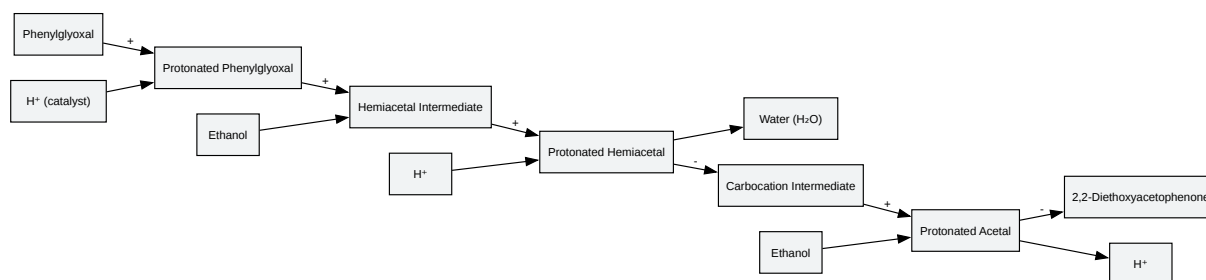 Phenylglyoxal
+
H⁺ (catalyst)
Protonated Phenylglyoxal
+
Ethanol
Hemiacetal Intermediate
+
H⁺
Protonated Hemiacetal
Water (H₂O)
-
Carbocation Intermediate
+
Ethanol
Protonated Acetal
-
2,2-Diethoxyacetophenone
H⁺